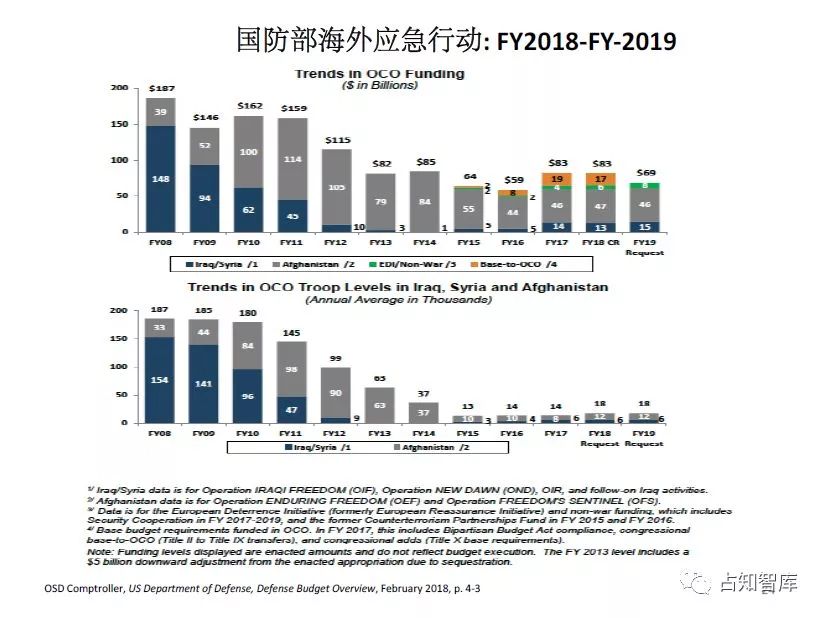 国防部海外应急行动: FY2018-FY-2019
Trends in OCO Funding
($ in Billions)
$187 $146 $162 $159 $115 $82 $85 64 $59 $83 $83 $69
200
150
100
50
0
39 52 100 114 105 79 84 55 44 46 47 46
148 94 62 45 10 3 1 5 5 14 13 15
2 2 8 2 19 4 17 6 8
FY08 FY09 FY10 FY11 FY12 FY13 FY14 FY15 FY16 FY17 FY18 CR FY19
Request
Iraq/Syria /1 Afghanistan /2 EDI/Non-War /3 Base-to-OCO /4
Trends in OCO Troop Levels in Iraq, Syria and Afghanistan
(Annual Average in Thousands)
187 185 180 145 99 63 37 13 14 14 18 18
200
150
100
50
0
33 44 84 98 90 63 37 10 10 8 12 12
154 141 96 47 9 3 4 6 6 6
FY08 FY09 FY10 FY11 FY12 FY13 FY14 FY15 FY16 FY17 FY18 FY19
Request Request
Iraq/Syria /1 Afghanistan /2
1/ Iraq/Syria data is for Operation IRAQI FREEDOM (OIF), Operation NEW DAWN (OND), OIR, and follow-on Iraq activities.
2/ Afghanistan data is for Operation ENDURING FREEDOM (OEF) and Operation FREEDOM'S SENTINEL (OFS).
3/ Data is for the European Deterrence Initiative (formerly European Reassurance Initiative) and non-war funding, which includes
Security Cooperation in FY 2017-2019, and the former Counterterrorism Partnerships Fund in FY 2015 and FY 2016.
4/ Base budget requirements funded in OCO. In FY 2017, this includes Bipartisan Budget Act compliance, congressional
base-to-OCO (Title II to Title IX transfers), and congressional adds (Title X base requirements).
Note: Funding levels displayed are enacted amounts and do not reflect budget execution. The FY 2013 level includes a
$5 billion downward adjustment from the enacted appropriation due to sequestration.
OSD Comptroller, US Department of Defense, Defense Budget Overview, February 2018, p. 4-3
占知智库